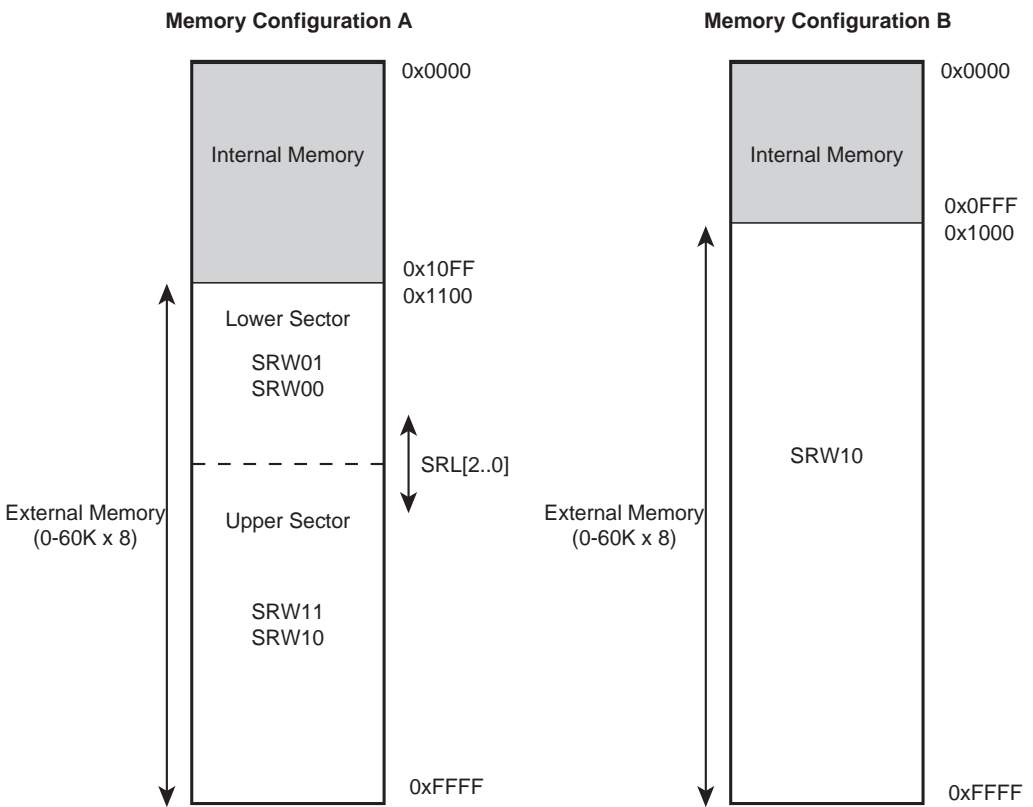 Memory Configuration A
0x0000
Internal Memory
0x10FF
0x1100
Lower Sector
SRW01
SRW00
SRL[2..0]
External Memory
(0-60K x 8)
Upper Sector
SRW11
SRW10
0xFFFF
Memory Configuration B
0x0000
Internal Memory
0x0FFF
0x1000
SRW10
External Memory
(0-60K x 8)
0xFFFF